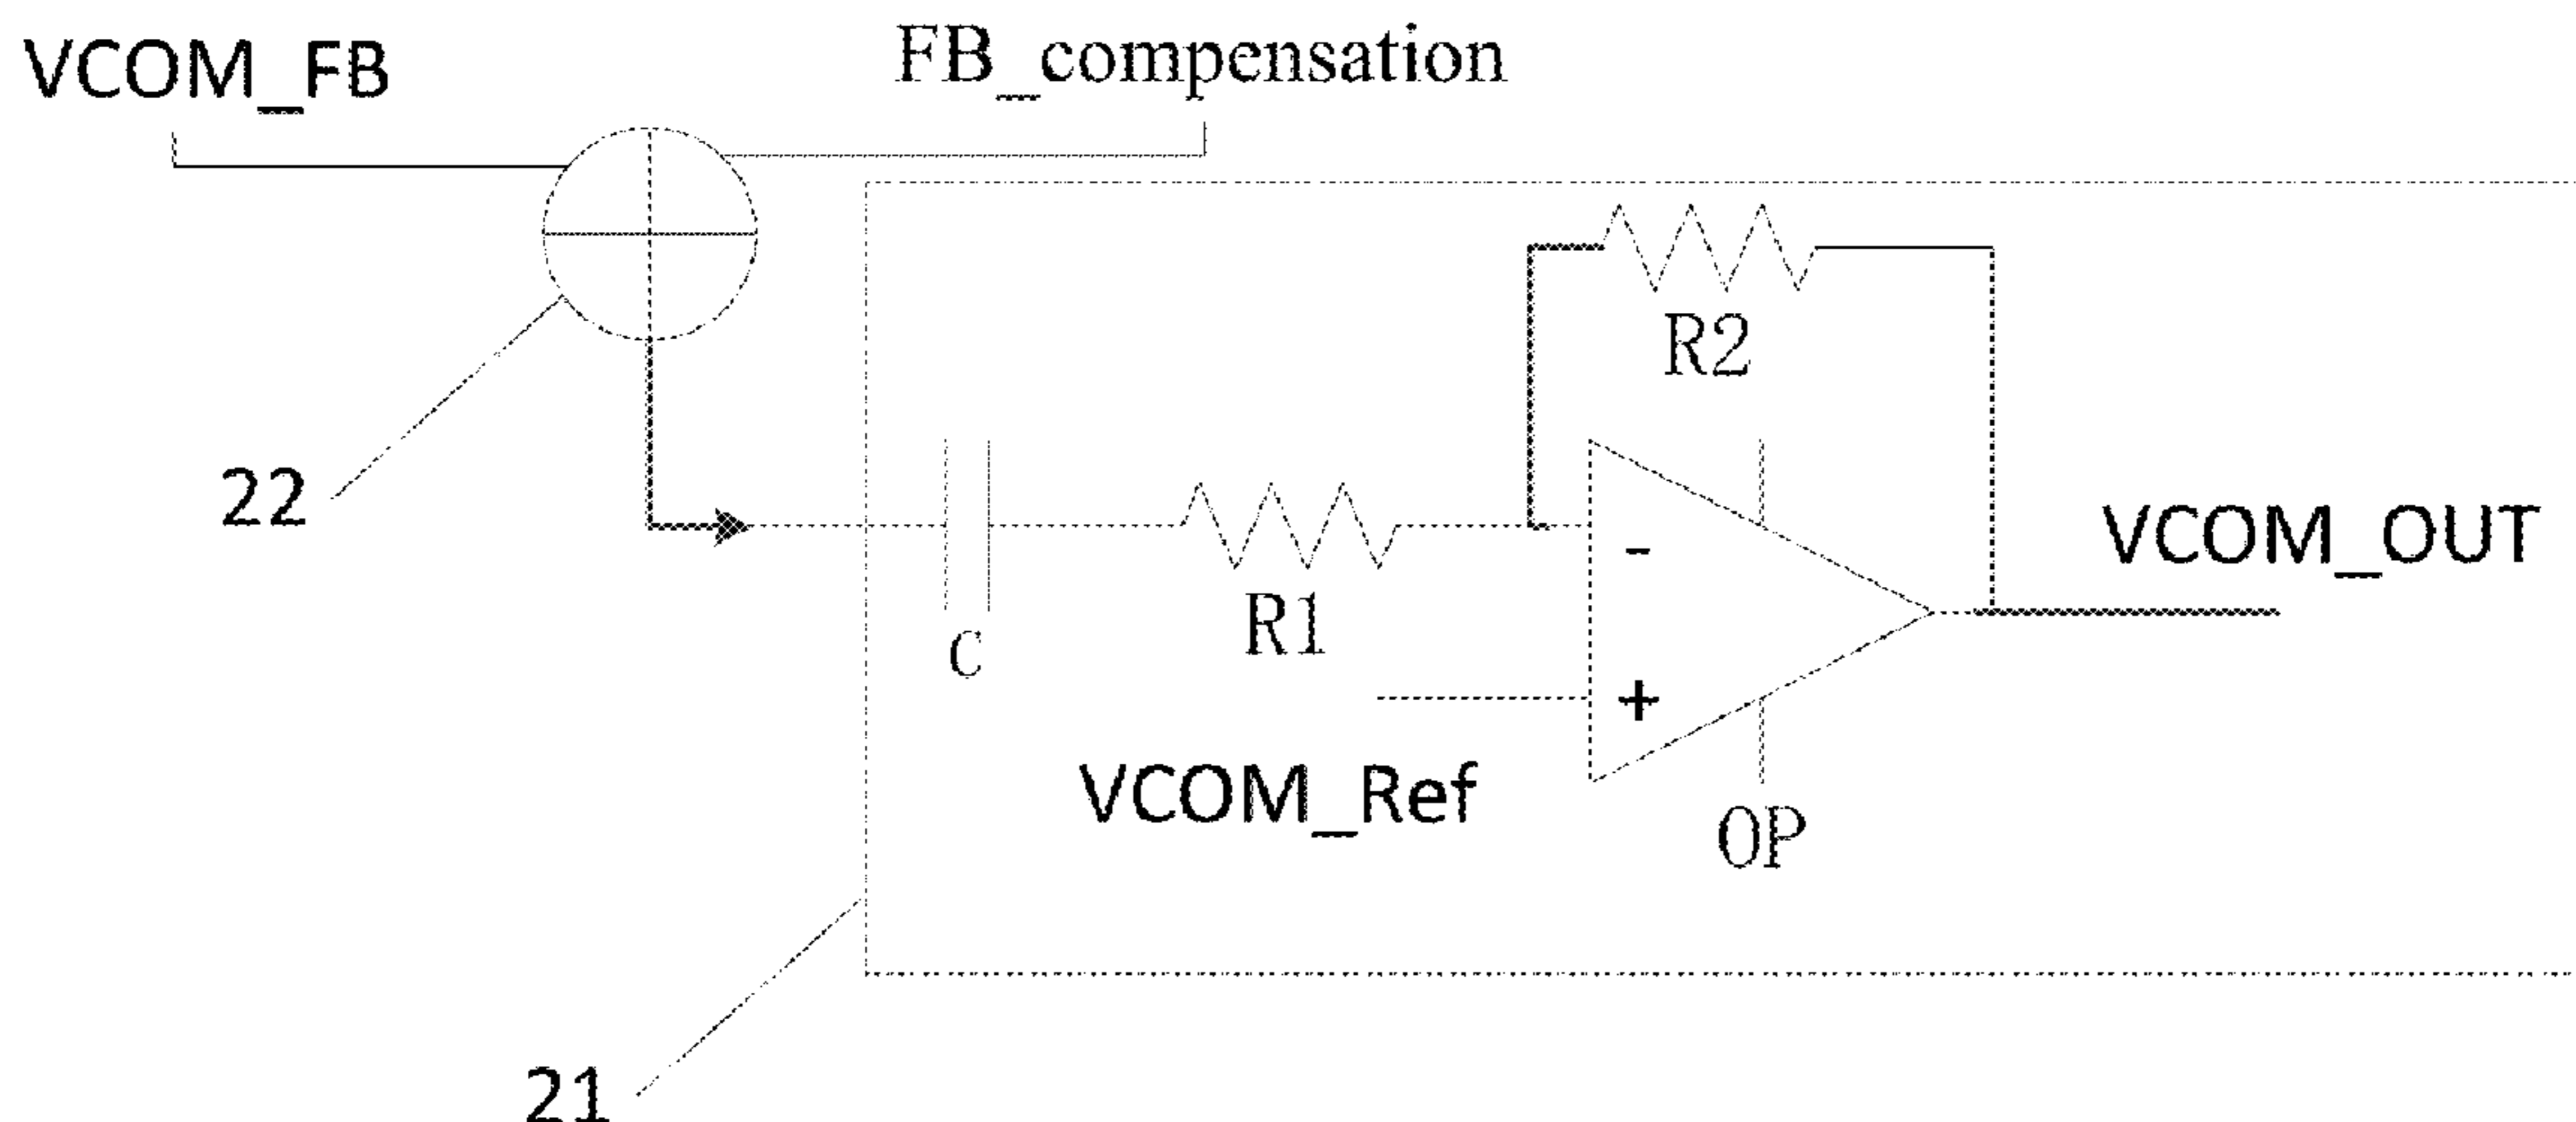 VCOM_FB
FB_compensation
R2
22
VCOM_OUT
-
R1
C
+
VCOM_Ref
OP
21